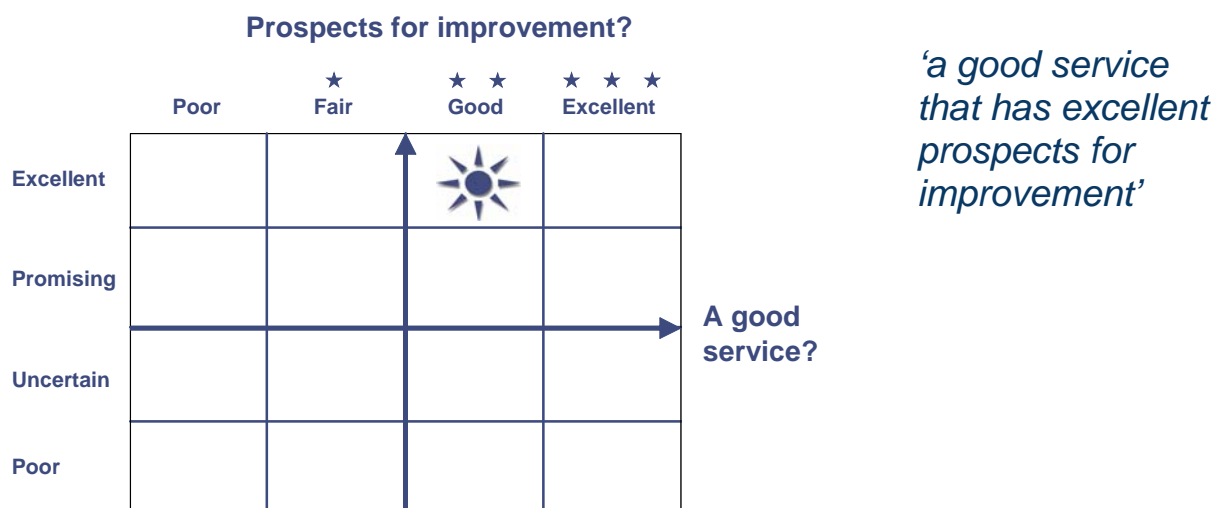 Prospects for improvement?
★ ★ ★ ★ ★ ★
Poor Fair Good Excellent
Excellent
Promising
Uncertain
Poor
A good
service?
‘a good service
that has excellent
prospects for
improvement’